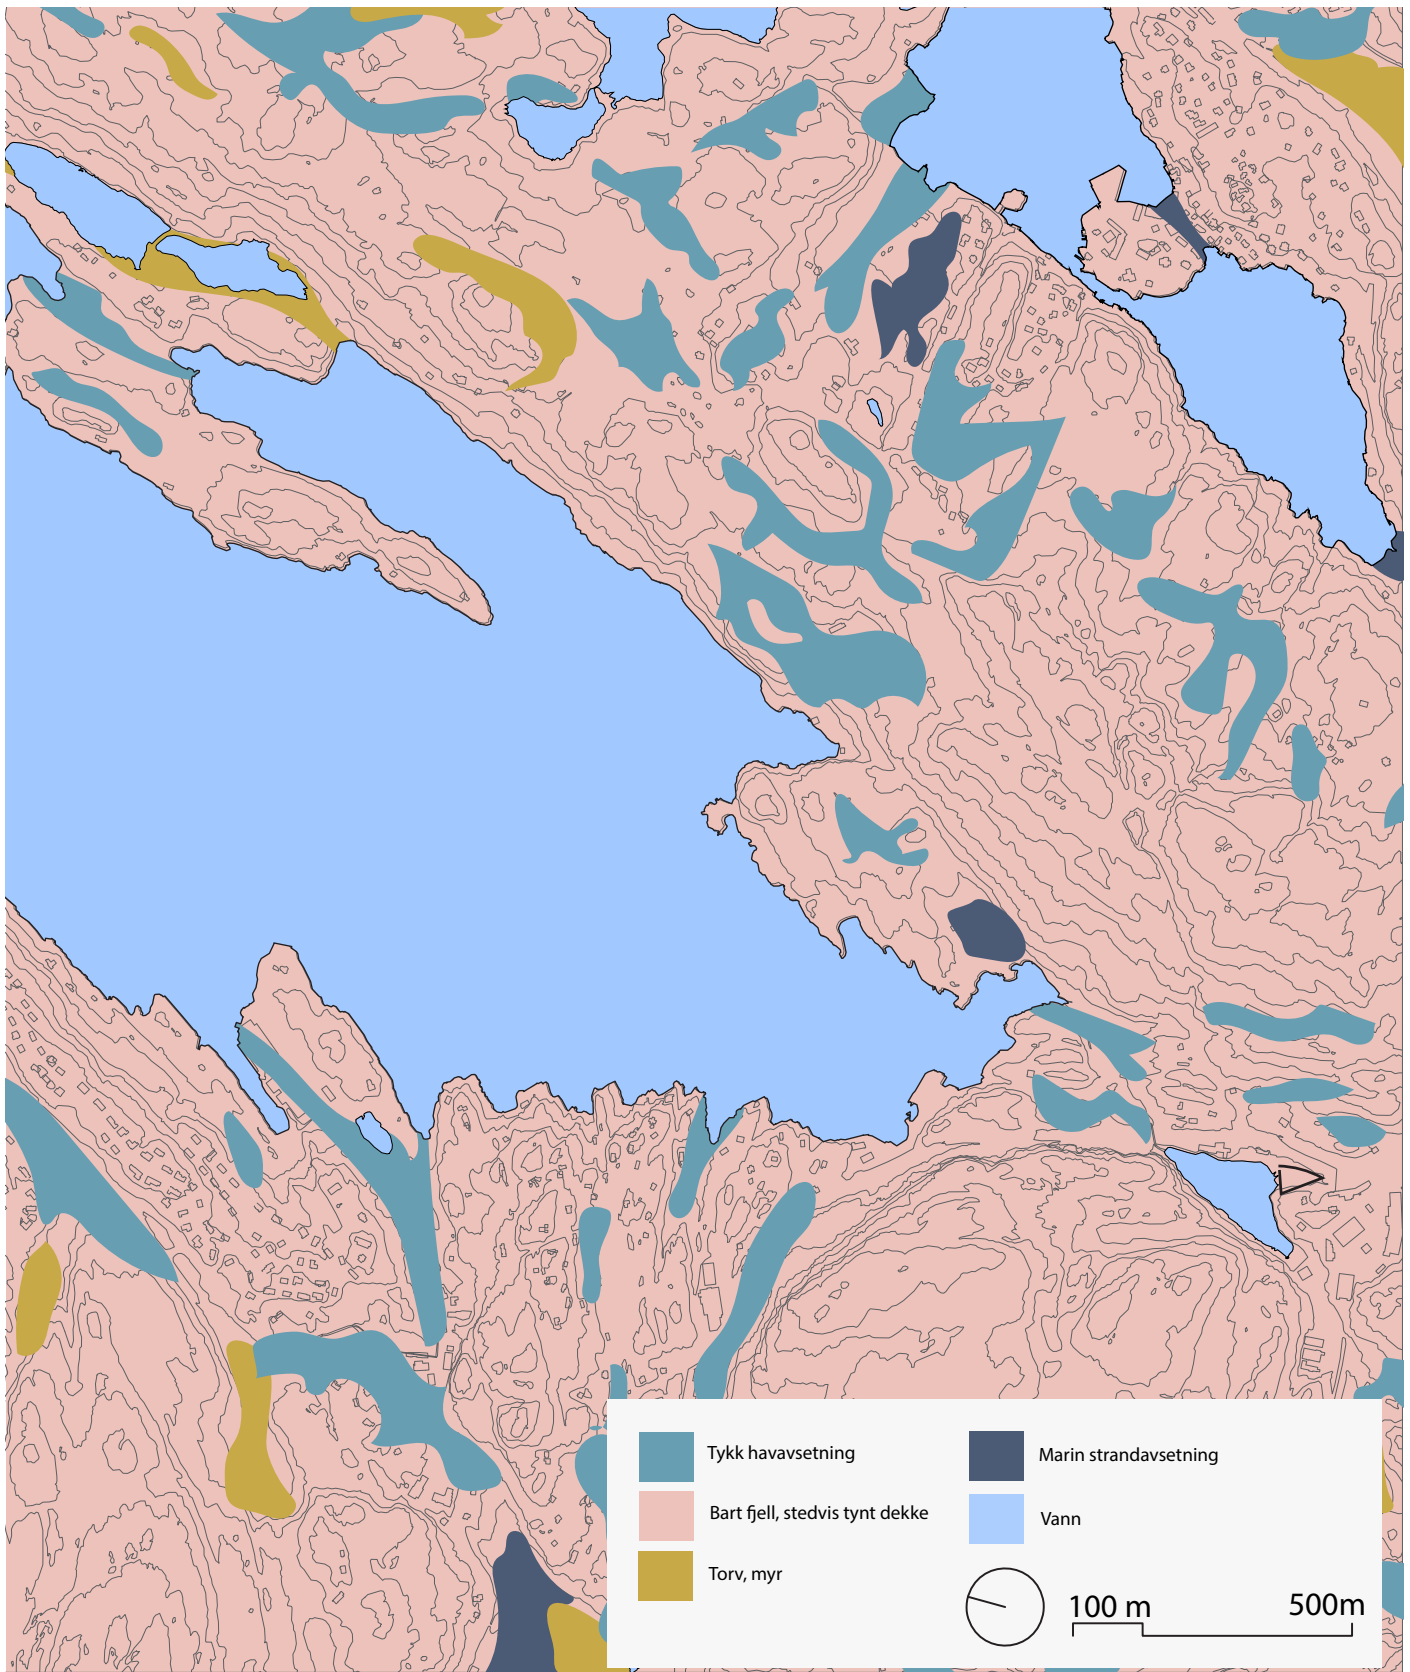 Tykk havavsetning
Bart fjell, stedvis tynt dekke
Torv, myr
Marin strandavsetning
Vann
100 m
500m